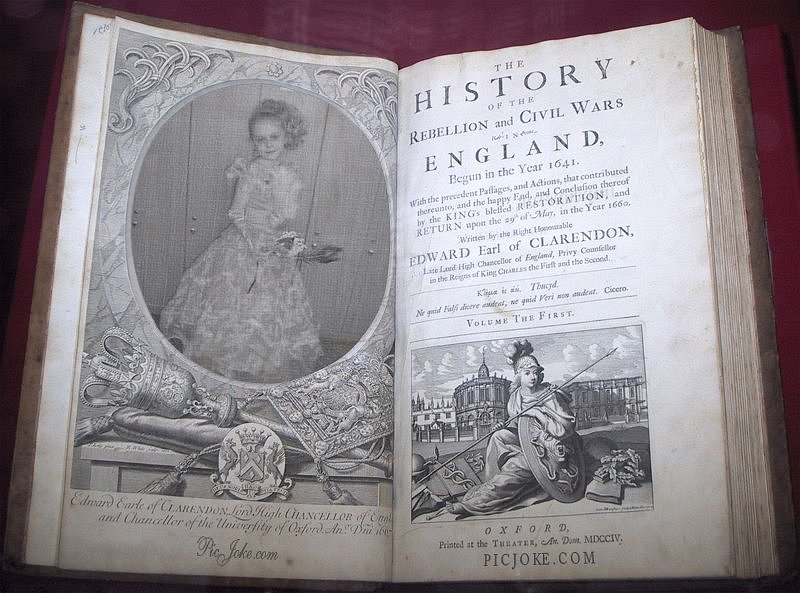 Edward Earle of CLARENDON Lord High CHANCELLOR of Engl
and Chancellor of the University of Oxford. An.º Dñi
PicJoke.com
THE
HISTORY
OF THE
REBELLION and CIVIL WARS
IN
ENGLAND,
Begun in the Year 1641.
With the precedent Paſſages, and Actions, that contributed
thereunto, and the happy End, and Concluſion thereof
by the KING's bleſſed RESTORATION, and
RETURN upon the 29th of May, in the Year 1660.
Written by the Right Honourable
EDWARD Earl of CLARENDON,
Late Lord High Chancellor of England, Privy Counſellor
in the Reigns of King CHARLES the Firſt and the Second.
Thucyd.
Ne quid Falſi dicere audeat, ne quid Veri non audeat. Cicero.
VOLUME THE FIRST.
OXFORD,
Printed at the THEATER, An. Dom. MDCCIV.
PICJOKE.COM